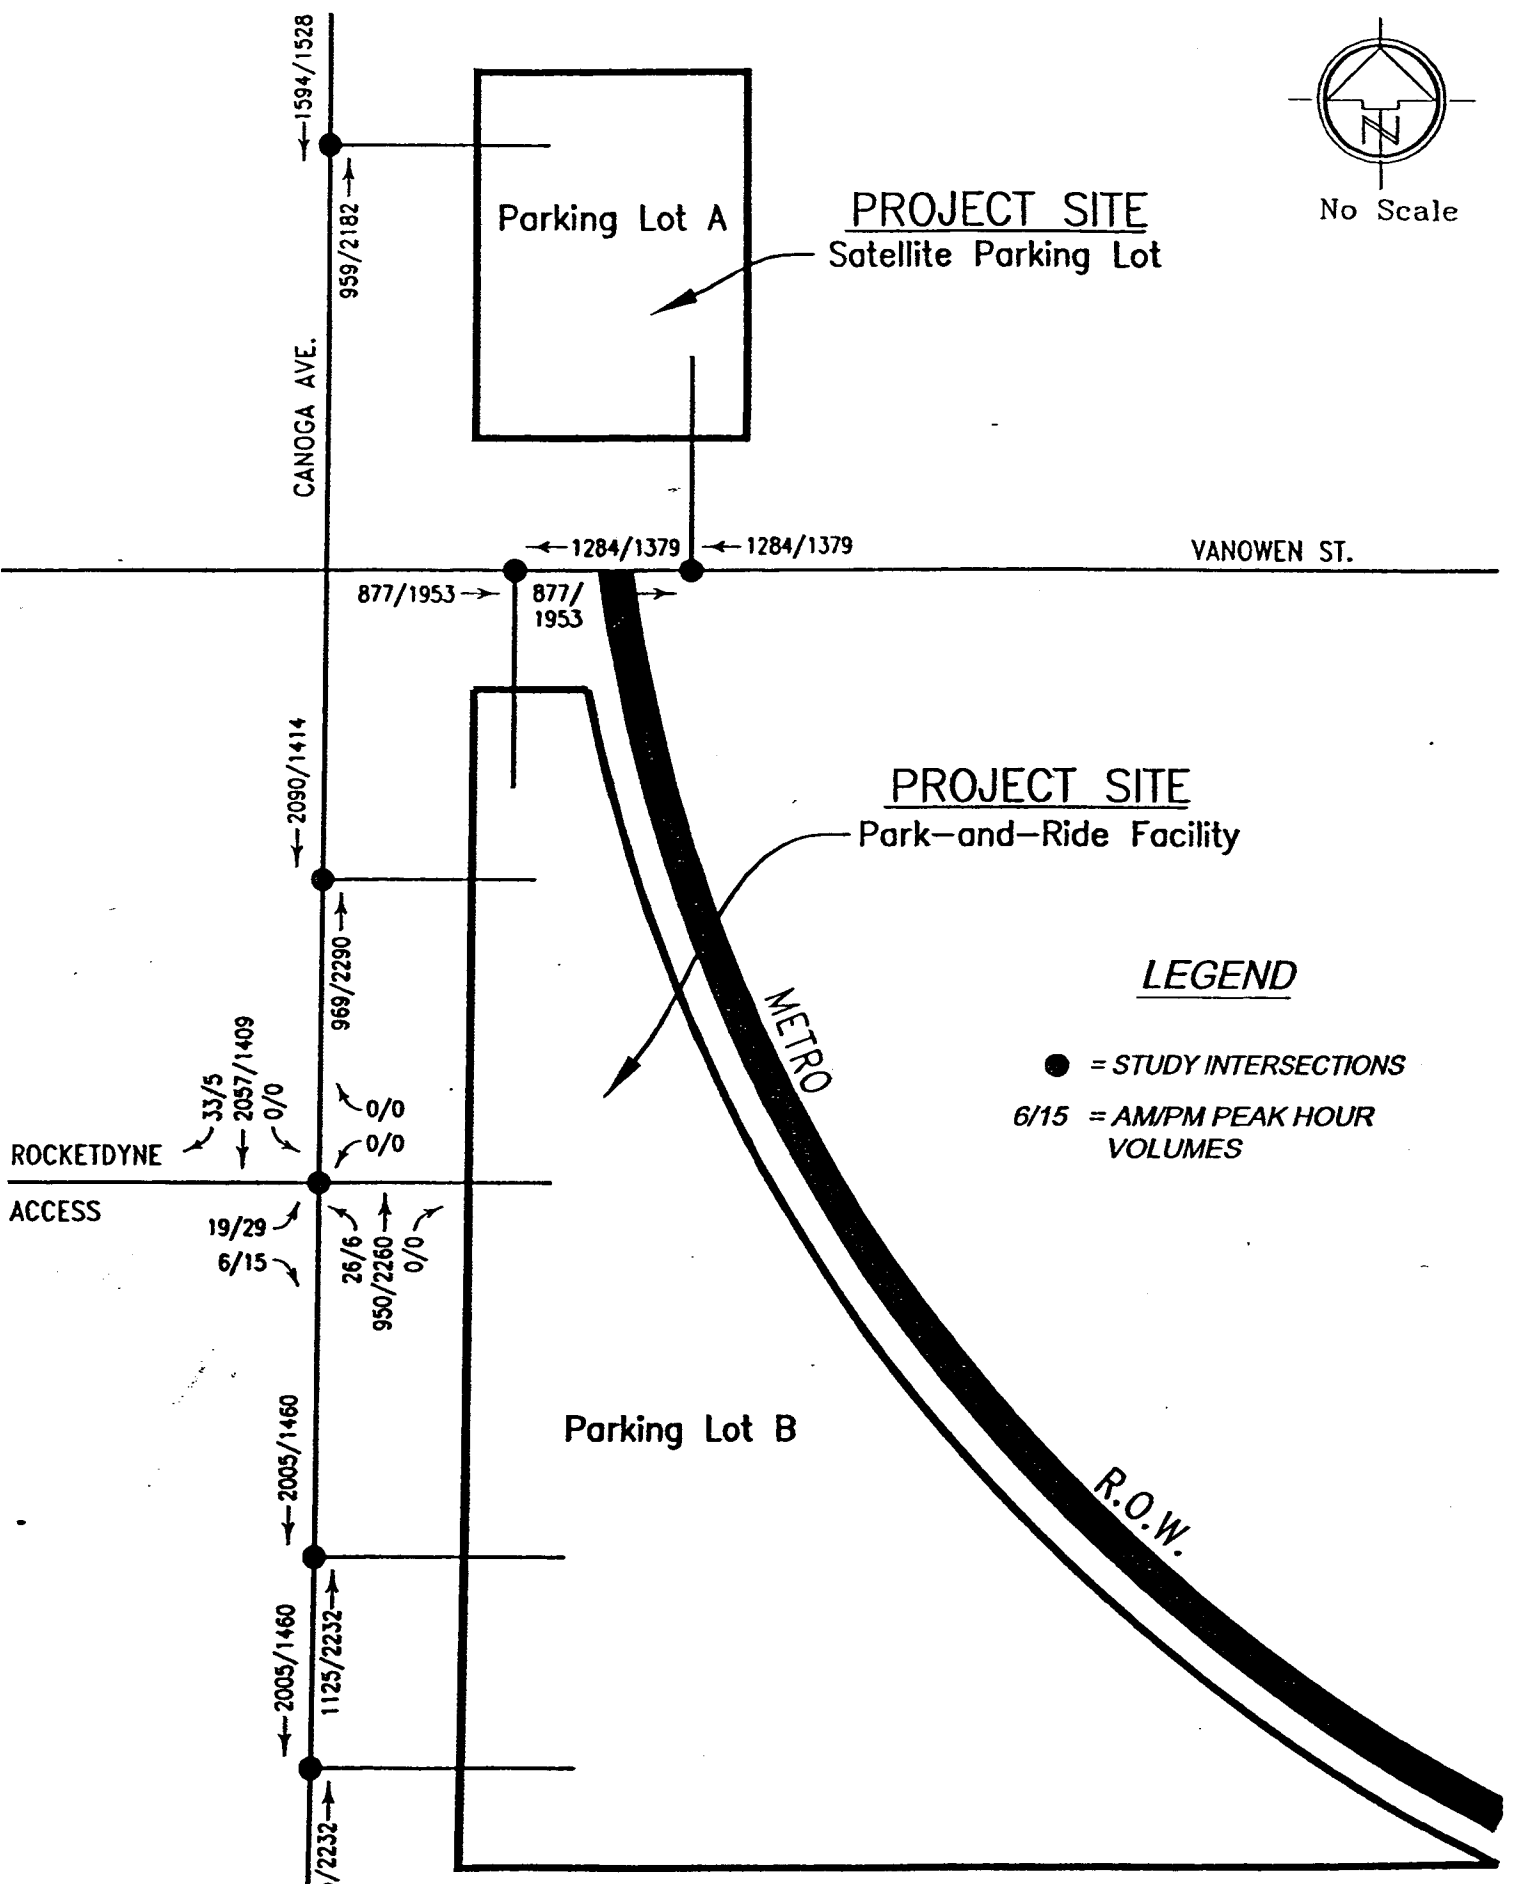 1594/1528
959/2182
Parking Lot A
PROJECT SITE
Satellite Parking Lot
N
No Scale
CANOGA AVE.
1284/1379
1284/1379
VANOWEN ST.
877/1953
877/
1953
2090/1414
969/2290
PROJECT SITE
Park-and-Ride Facility
METRO
R.O.W.
LEGEND
= STUDY INTERSECTIONS
6/15 = AM/PM PEAK HOUR
VOLUMES
33/5
2057/1409
0/0
0/0
0/0
ROCKETDYNE
ACCESS
19/29
6/15
26/6
950/2260
0/0
Parking Lot B
2005/1460
1125/2232
2005/1460
/2232